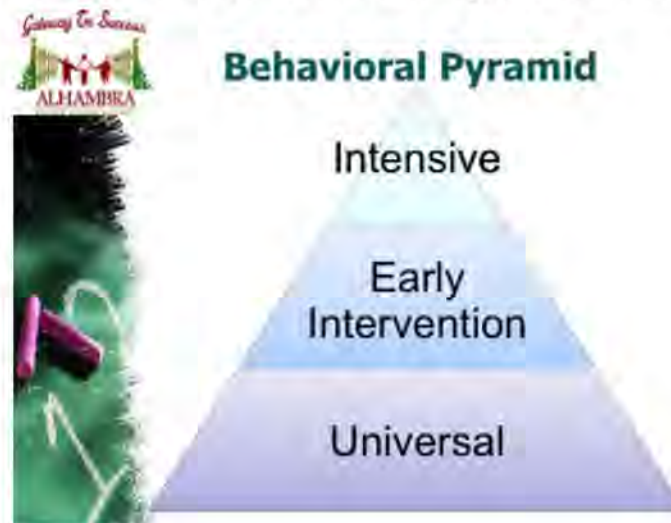 Gateway To Success
ALHAMBRA
Behavioral Pyramid
Intensive
Early
Intervention
Universal